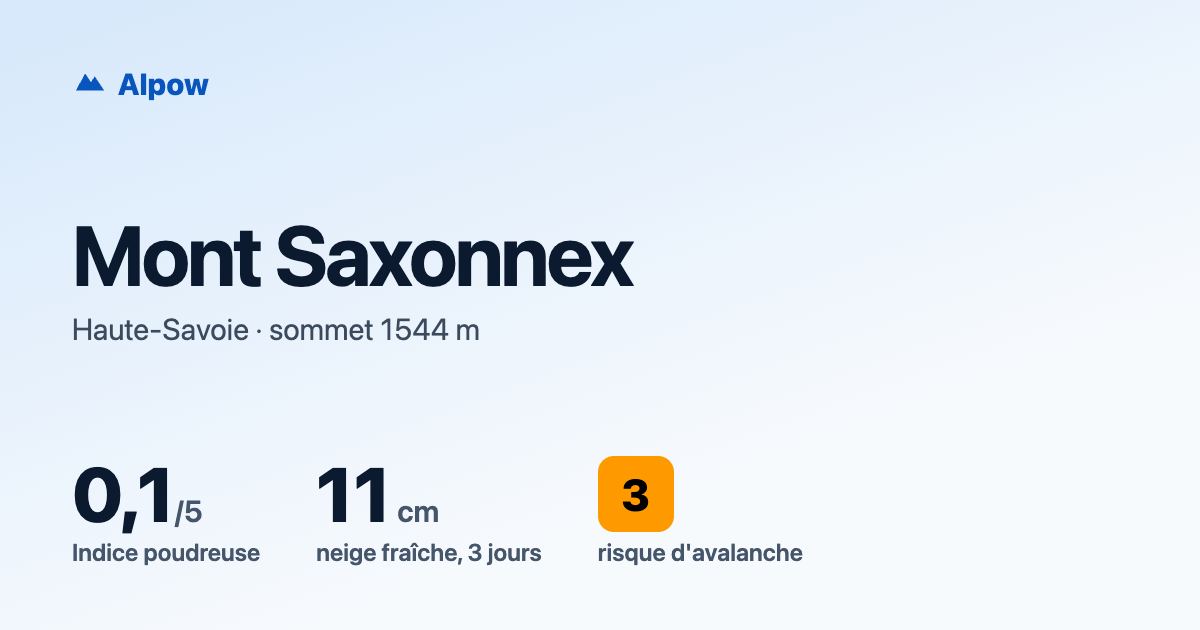 Alpow
Mont Saxonnex
Haute-Savoie · sommet 1544 m
0,1/5
Indice poudreuse
11 cm
neige fraîche, 3 jours
3
risque d'avalanche